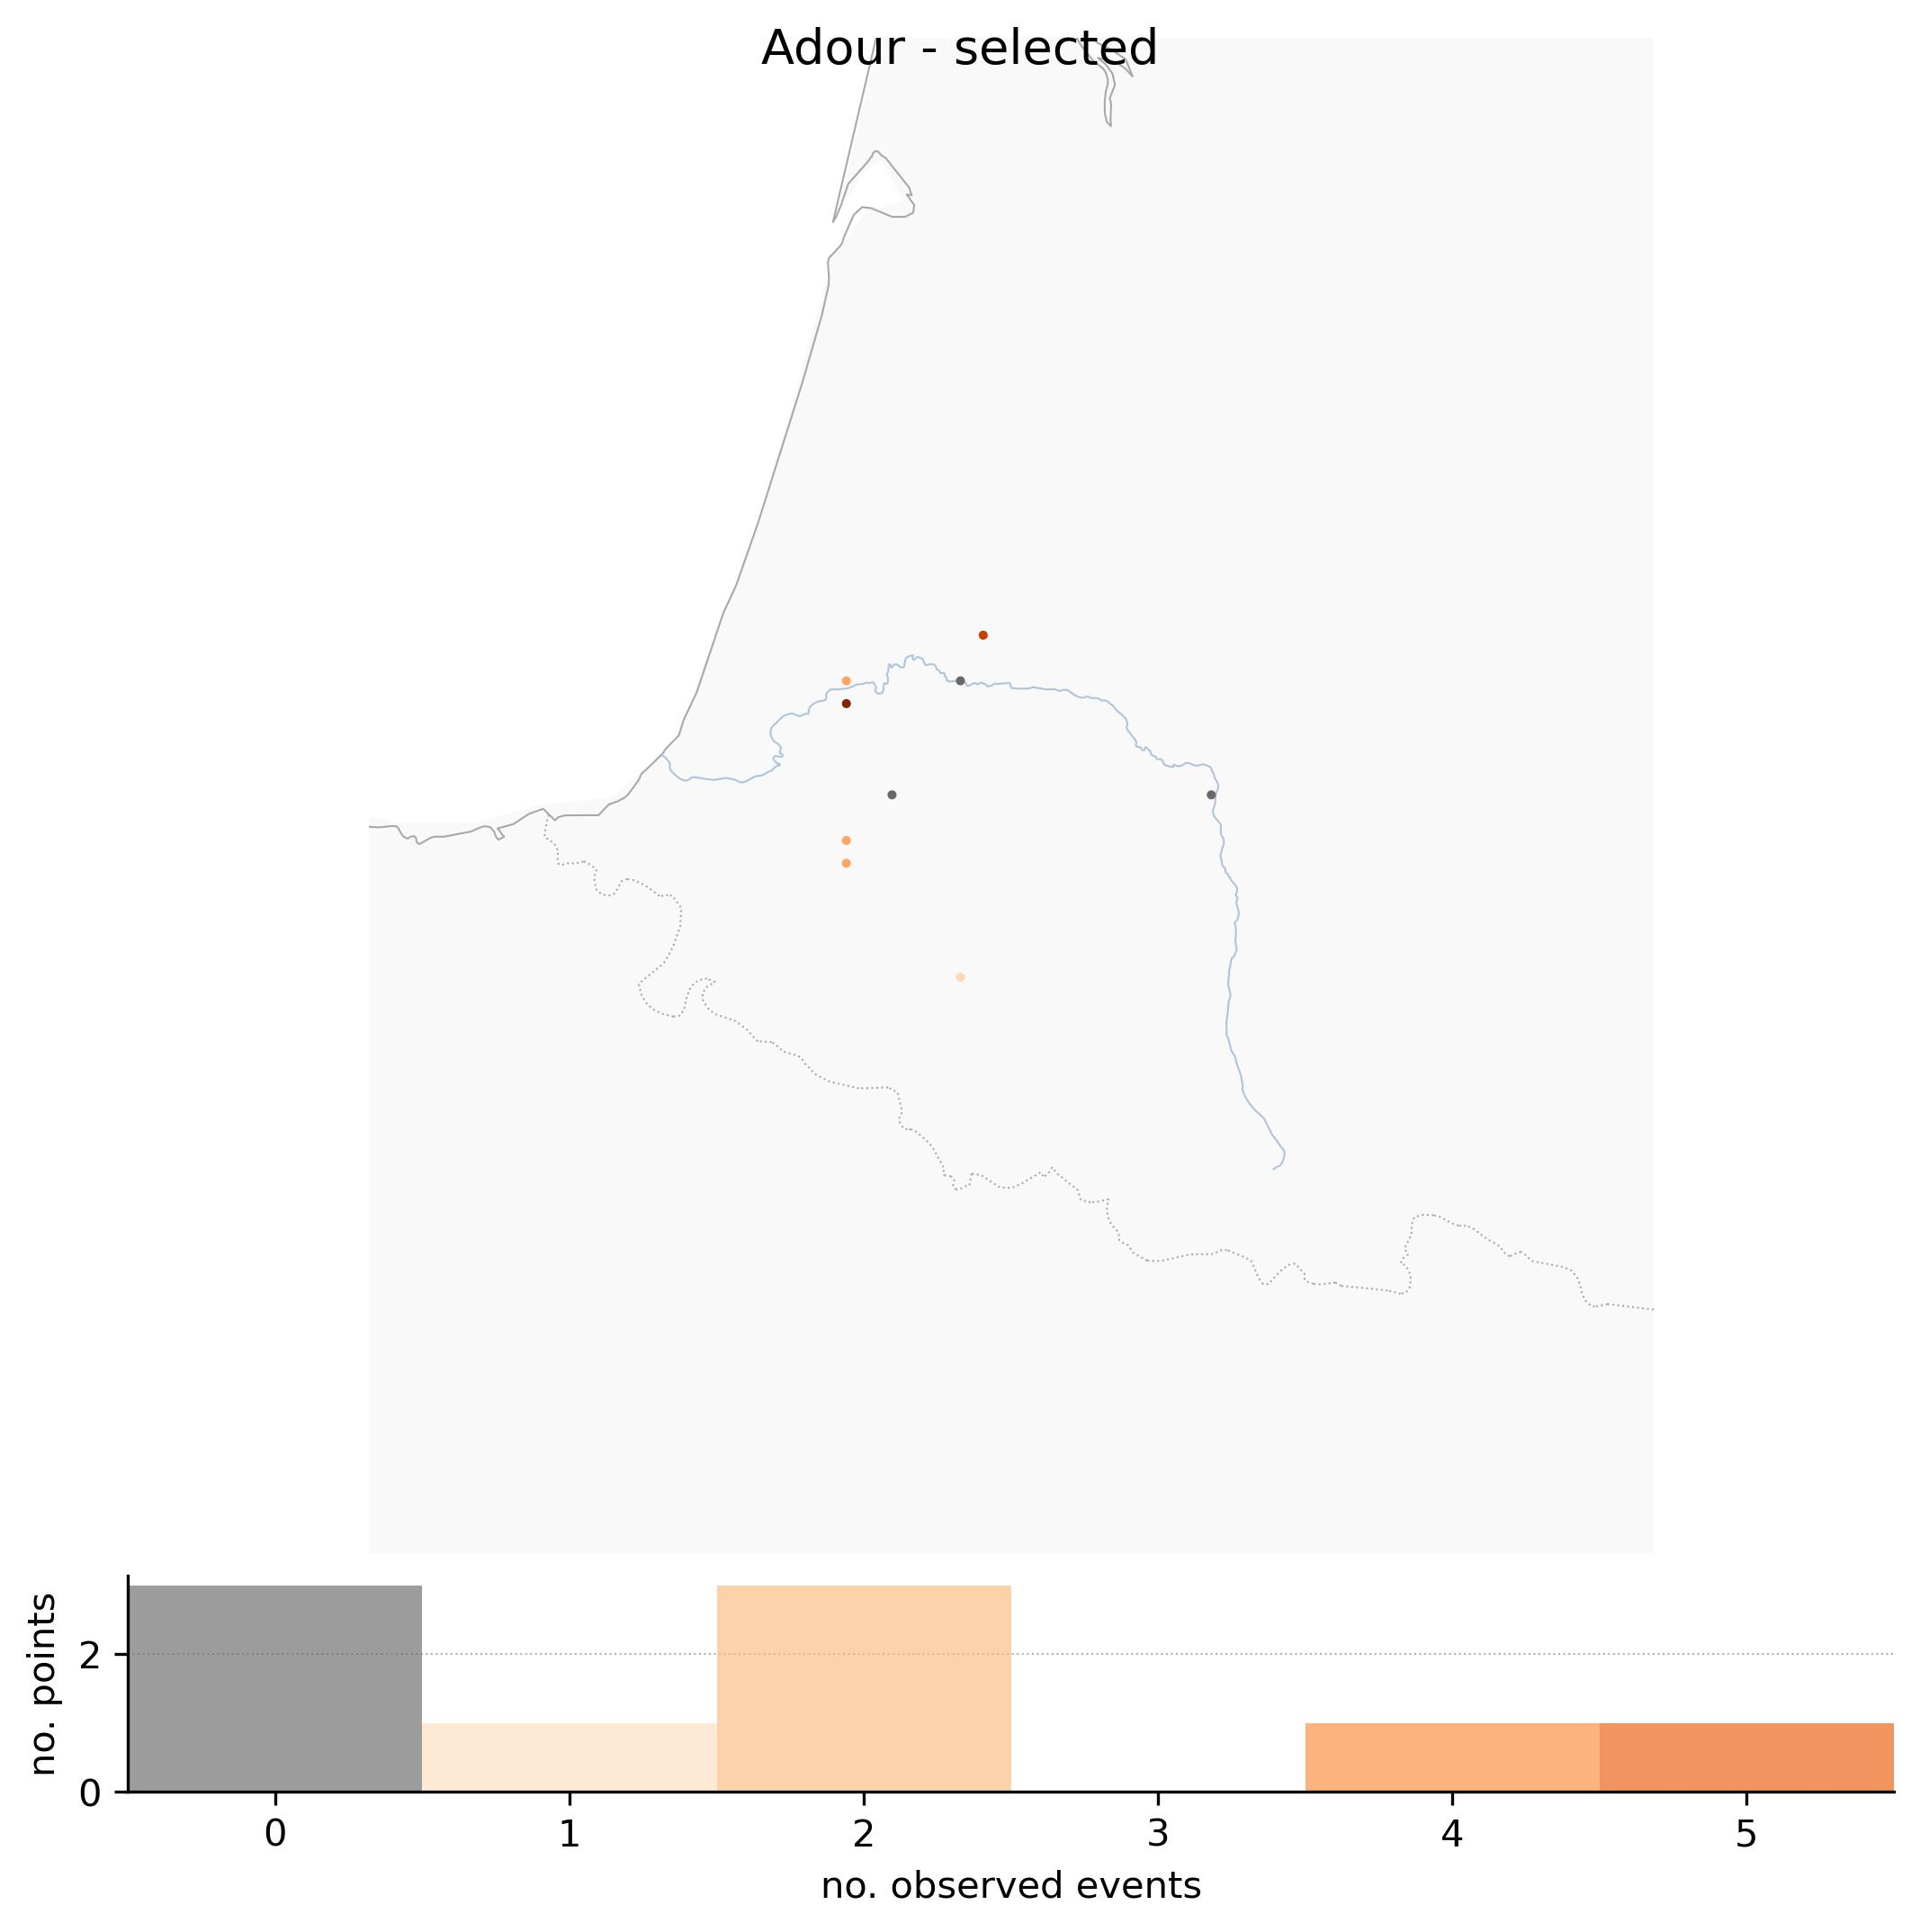 Adour - selected
no. points
2
0
0 1 2 3 4 5
no. observed events